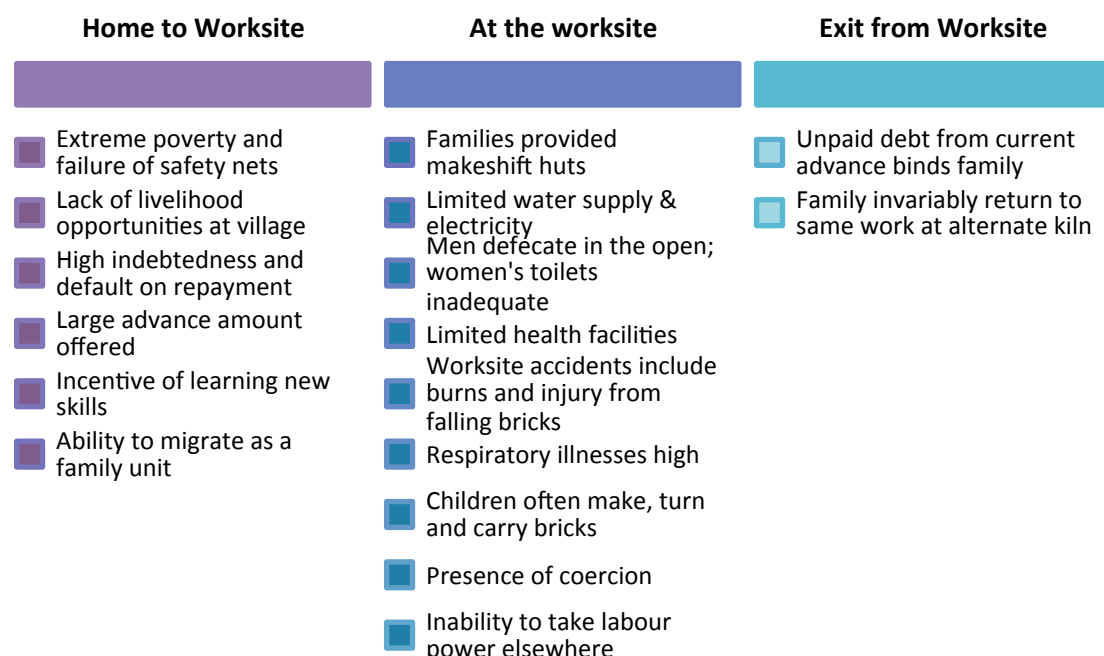 Home to Worksite
Extreme poverty and
failure of safety nets
Lack of livelihood
opportunities at village
High indebtedness and
default on repayment
Large advance amount
offered
Incentive of learning new
skills
Ability to migrate as a
family unit
At the worksite
Families provided
makeshift huts
Limited water supply &
electricity
Men defecate in the open;
women's toilets
inadequate
Limited health facilities
Worksite accidents include
burns and injury from
falling bricks
Respiratory illnesses high
Children often make, turn
and carry bricks
Presence of coercion
Inability to take labour
power elsewhere
Exit from Worksite
Unpaid debt from current
advance binds family
Family invariably return to
same work at alternate kiln